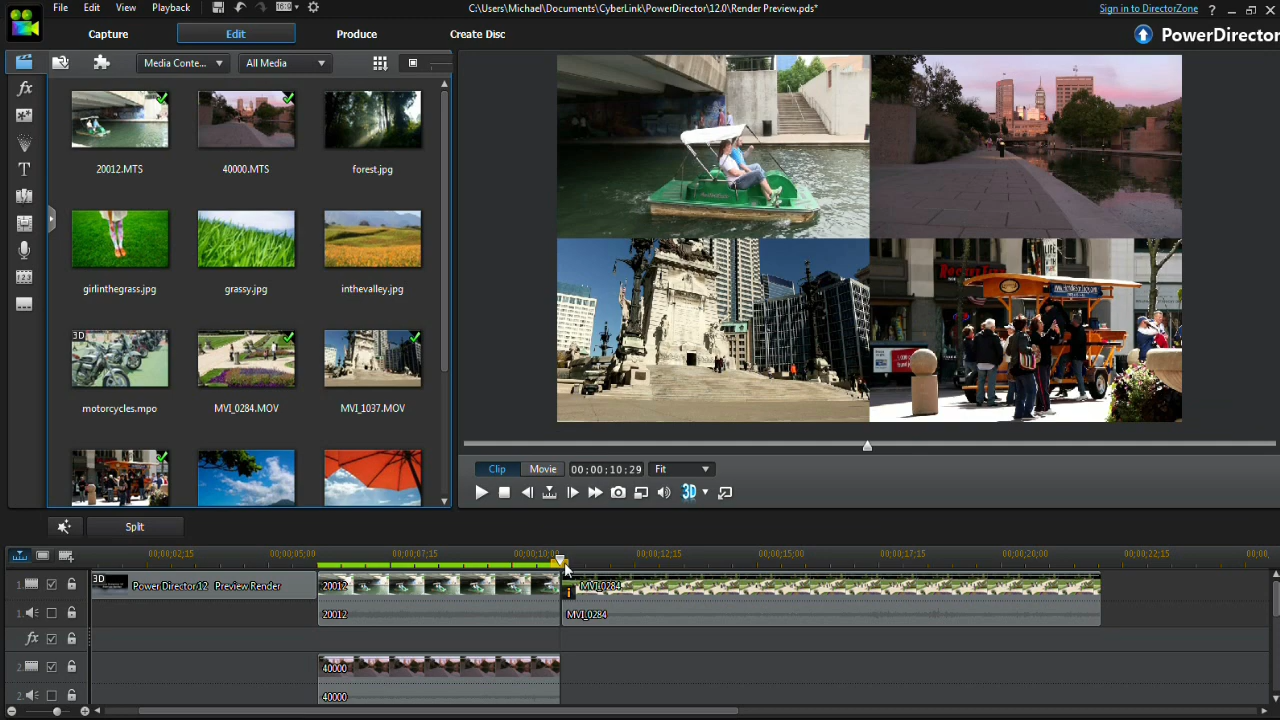 File Edit View Playback
C:\Users\Michael\Documents\CyberLink\PowerDirector\12.0\Render Preview.pds*
Sign in to DirectorZone
Capture Edit Produce Create Disc
PowerDirector
Media Conte... All Media
20012.MTS 40000.MTS forest.jpg
girlinthegrass.jpg grassy.jpg inthevalley.jpg
3D
motorcycles.mpo MVI_0284.MOV MVI_1037.MOV
Clip Movie 00:00:10:29 Fit
3D
Split
00;00;02;15 00;00;05;00 00;00;07;15 00;00;10;00 00;00;12;15 00;00;15;00 00;00;17;15 00;00;20;00 00;00;22;15 00;00;
1. 3D Power Director 12 Preview Render 20012 MVI_0284
1. 20012 MVI_0284
fx
2. 40000
2. 40000